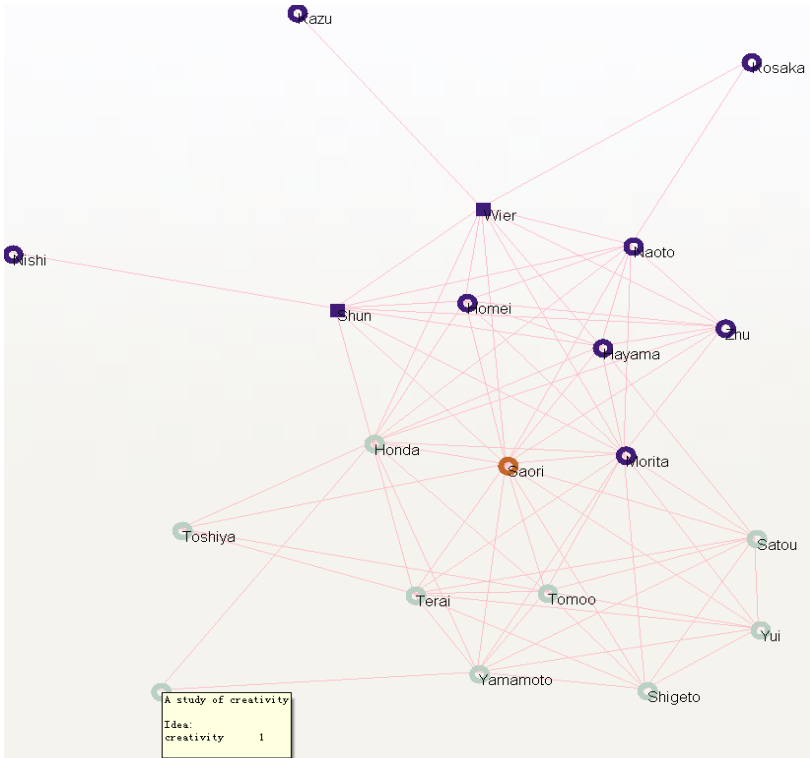 Kazu
Kosaka
Wier
Naoto
Nishi
Homei
Shun
Zhu
Hayama
Honda
Saori
Morita
Toshiya
Satou
Terai
Tomoo
Yui
Yamamoto
Shigeto
A study of creativity
Idea:
creativity 1